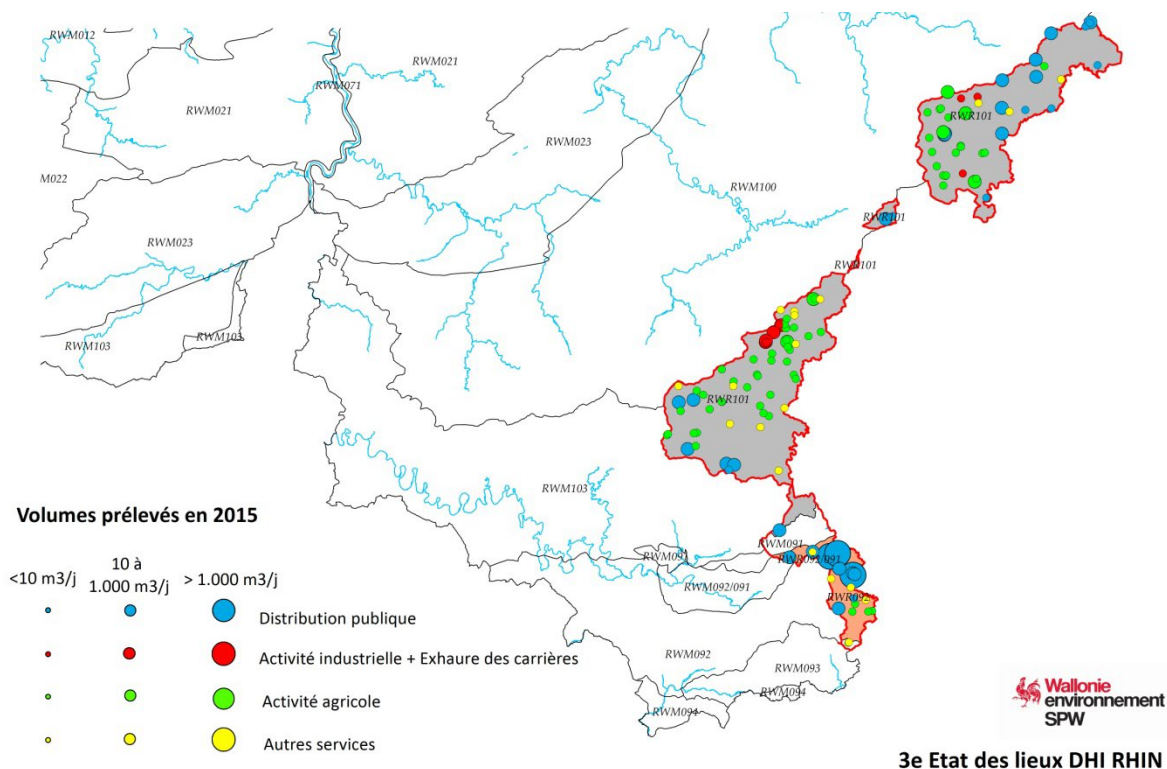 RWM012
RWM021
RWM071
RWM021
RWM023
M022
RWM100
RWR101
RWR101
RWM023
RWR101
RWM103
RWM103
RWR101
RWM103
RWM091
RWM091
RWM092/091
RWR092
RWM092
RWM093
RWM094
RWM094
Volumes prélevés en 2015
<10 m3/j
10 à
1.000 m3/j
> 1.000 m3/j
Distribution publique
Activité industrielle + Exhaure des carrières
Activité agricole
Autres services
Wallonie
environnement
SPW
3e Etat des lieux DHI RHIN